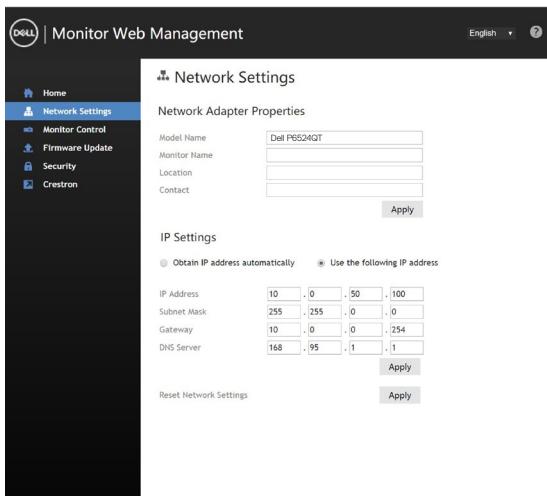 DELL | Monitor Web Management
English
?
Home
Network Settings
Monitor Control
Firmware Update
Security
Crestron
Network Settings
Network Adapter Properties
Model Name Dell P6524QT
Monitor Name
Location
Contact
Apply
IP Settings
Obtain IP address automatically Use the following IP address
IP Address 10 . 0 . 50 . 100
Subnet Mask 255 . 255 . 0 . 0
Gateway 10 . 0 . 0 . 254
DNS Server 168 . 95 . 1 . 1
Apply
Reset Network Settings Apply